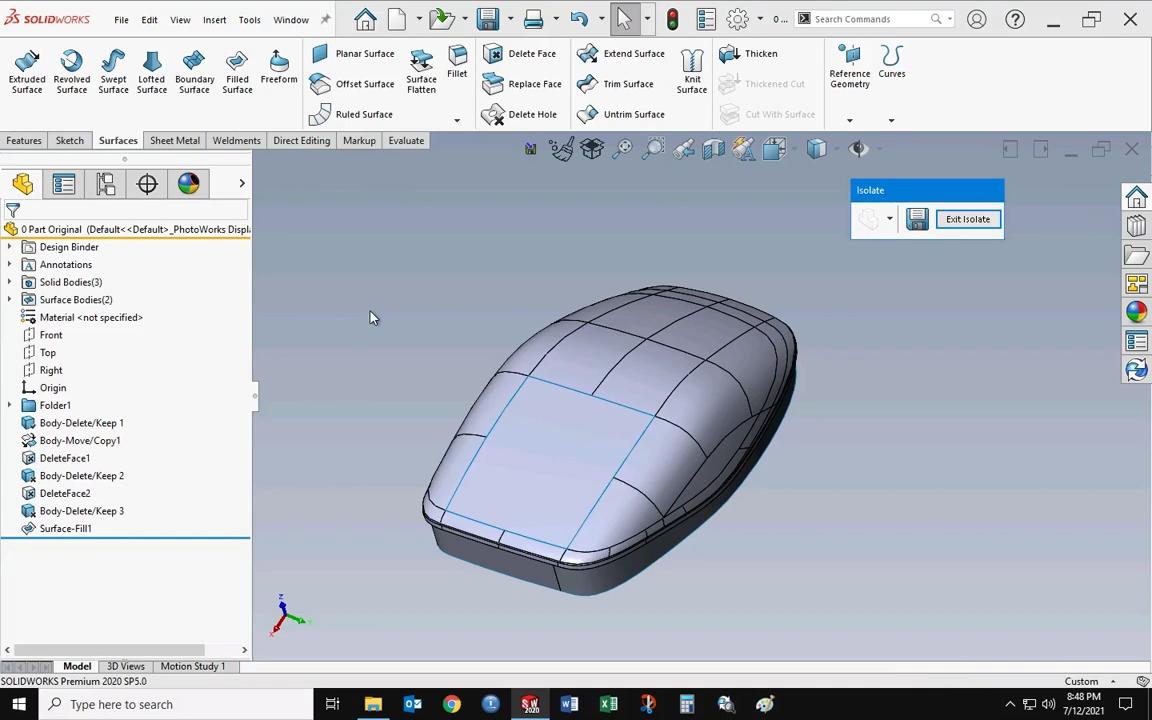 SOLIDWORKS File Edit View Insert Tools Window 0 ... Search Commands
Extruded Surface
Revolved Surface
Swept Surface
Lofted Surface
Boundary Surface
Filled Surface
Freeform
Planar Surface
Offset Surface
Ruled Surface
Surface Flatten
Fillet
Delete Face
Replace Face
Delete Hole
Extend Surface
Trim Surface
Untrim Surface
Knit Surface
Thicken
Thickened Cut
Cut With Surface
Reference Geometry
Curves
Features Sketch Surfaces Sheet Metal Weldments Direct Editing Markup Evaluate
Isolate
Exit Isolate
0 Part Original (Default<<Default>_PhotoWorks Displ
Design Binder
Annotations
Solid Bodies(3)
Surface Bodies(2)
Material <not specified>
Front
Top
Right
Origin
Folder1
Body-Delete/Keep 1
Body-Move/Copy1
DeleteFace1
Body-Delete/Keep 2
DeleteFace2
Body-Delete/Keep 3
Surface-Fill1
Z
X
Y
Model 3D Views Motion Study 1
SOLIDWORKS Premium 2020 SP5.0 Custom
Type here to search
8:48 PM
7/12/2021